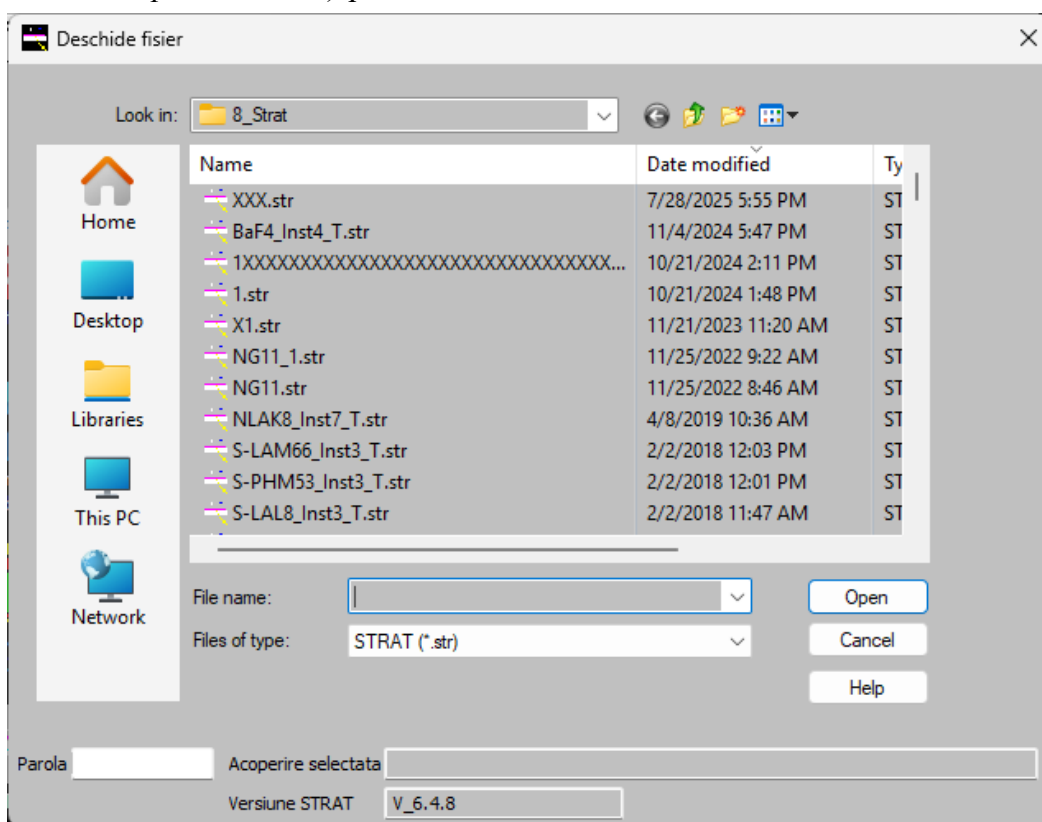 Deschide fisier
Look in: 8_Strat
Name Date modified Ty
XXX.str 7/28/2025 5:55 PM ST
BaF4_Inst4_T.str 11/4/2024 5:47 PM ST
1XXXXXXXXXXXXXXXXXXXXXXXXXXXXXXXX... 10/21/2024 2:11 PM ST
1.str 10/21/2024 1:48 PM ST
X1.str 11/21/2023 11:20 AM ST
NG11_1.str 11/25/2022 9:22 AM ST
NG11.str 11/25/2022 8:46 AM ST
NLAK8_Inst7_T.str 4/8/2019 10:36 AM ST
S-LAM66_Inst3_T.str 2/2/2018 12:03 PM ST
S-PHM53_Inst3_T.str 2/2/2018 12:01 PM ST
S-LAL8_Inst3_T.str 2/2/2018 11:47 AM ST
Home
Desktop
Libraries
This PC
Network
File name: Open
Files of type: STRAT (*.str) Cancel
Help
Parola Acoperire selectata
Versiune STRAT V_6.4.8